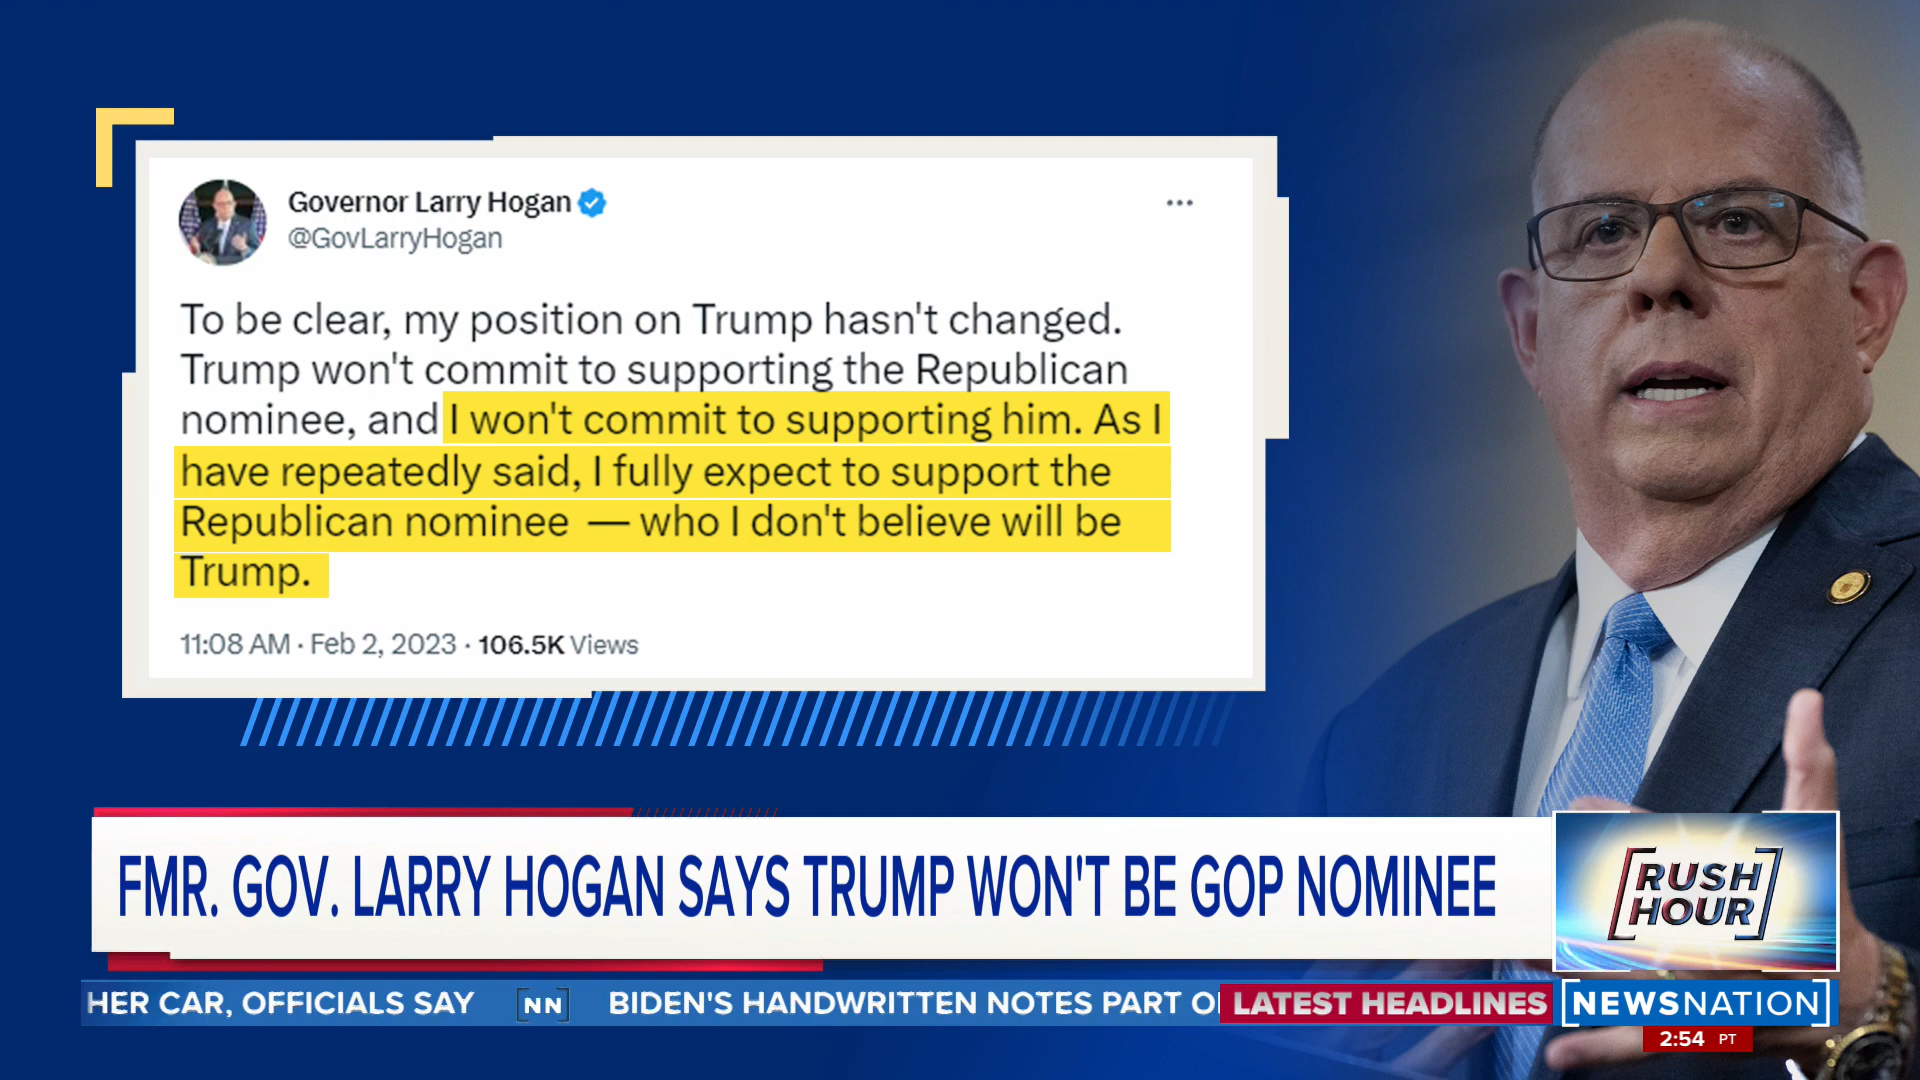 Governor Larry Hogan
@GovLarryHogan
To be clear, my position on Trump hasn't changed.
Trump won't commit to supporting the Republican
nominee, and I won't commit to supporting him. As I
have repeatedly said, I fully expect to support the
Republican nominee — who I don't believe will be
Trump.
11:08 AM · Feb 2, 2023 · 106.5K Views
FMR. GOV. LARRY HOGAN SAYS TRUMP WON'T BE GOP NOMINEE
RUSH
HOUR
HER CAR, OFFICIALS SAY NN BIDEN'S HANDWRITTEN NOTES PART LATEST HEADLINES NEWSNATION
2:54 PT